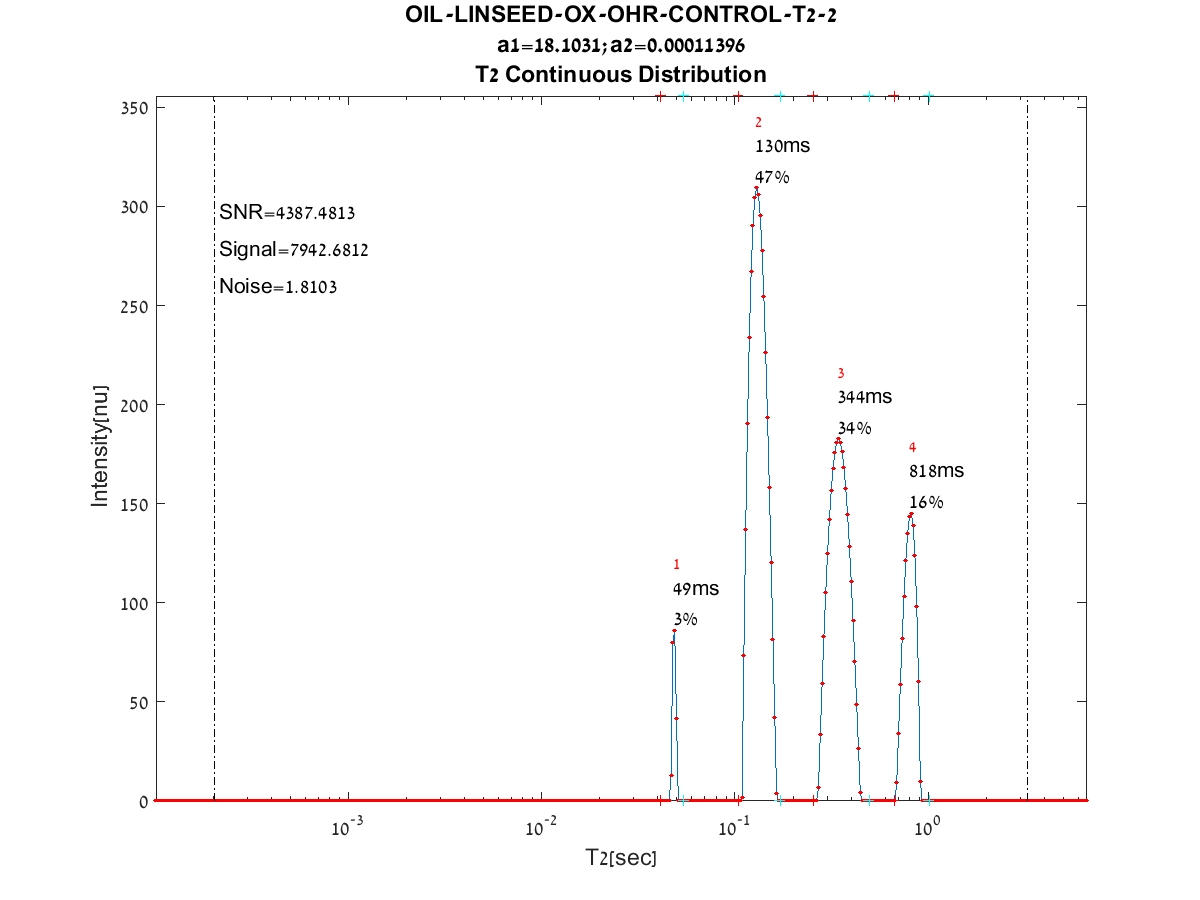 OIL-LINSEED-OX-OHR-CONTROL-T2-2
a1=18.1031; a2=0.00011396
T2 Continuous Distribution
350
300
250
200
150
100
50
0
Intensity[nu]
SNR=4387.4813
Signal=7942.6812
Noise=1.8103
1
49ms
3%
2
130ms
47%
3
344ms
34%
4
818ms
16%
10-3
10-2
10-1
100
T2[sec]